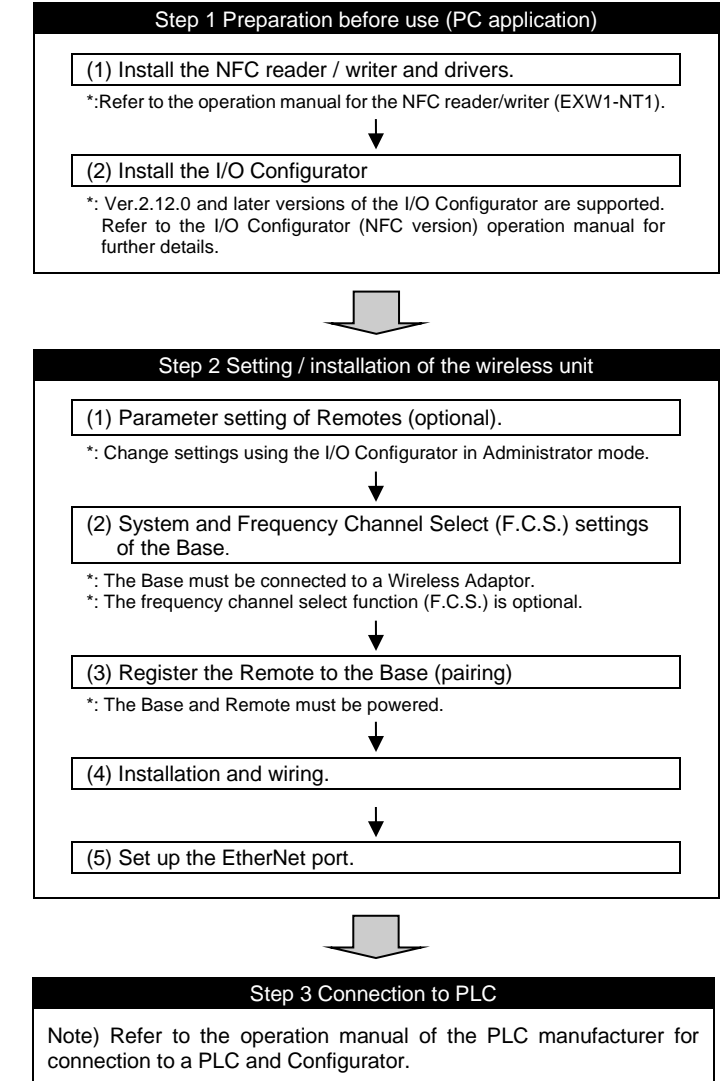 Step 1 Preparation before use (PC application)
(1) Install the NFC reader / writer and drivers.
*:Refer to the operation manual for the NFC reader/writer (EXW1-NT1).
(2) Install the I/O Configurator
*: Ver.2.12.0 and later versions of the I/O Configurator are supported.
Refer to the I/O Configurator (NFC version) operation manual for
further details.
Step 2 Setting / installation of the wireless unit
(1) Parameter setting of Remotes (optional).
*: Change settings using the I/O Configurator in Administrator mode.
(2) System and Frequency Channel Select (F.C.S.) settings
of the Base.
*: The Base must be connected to a Wireless Adaptor.
*: The frequency channel select function (F.C.S.) is optional.
(3) Register the Remote to the Base (pairing)
*: The Base and Remote must be powered.
(4) Installation and wiring.
(5) Set up the EtherNet port.
Step 3 Connection to PLC
Note) Refer to the operation manual of the PLC manufacturer for
connection to a PLC and Configurator.